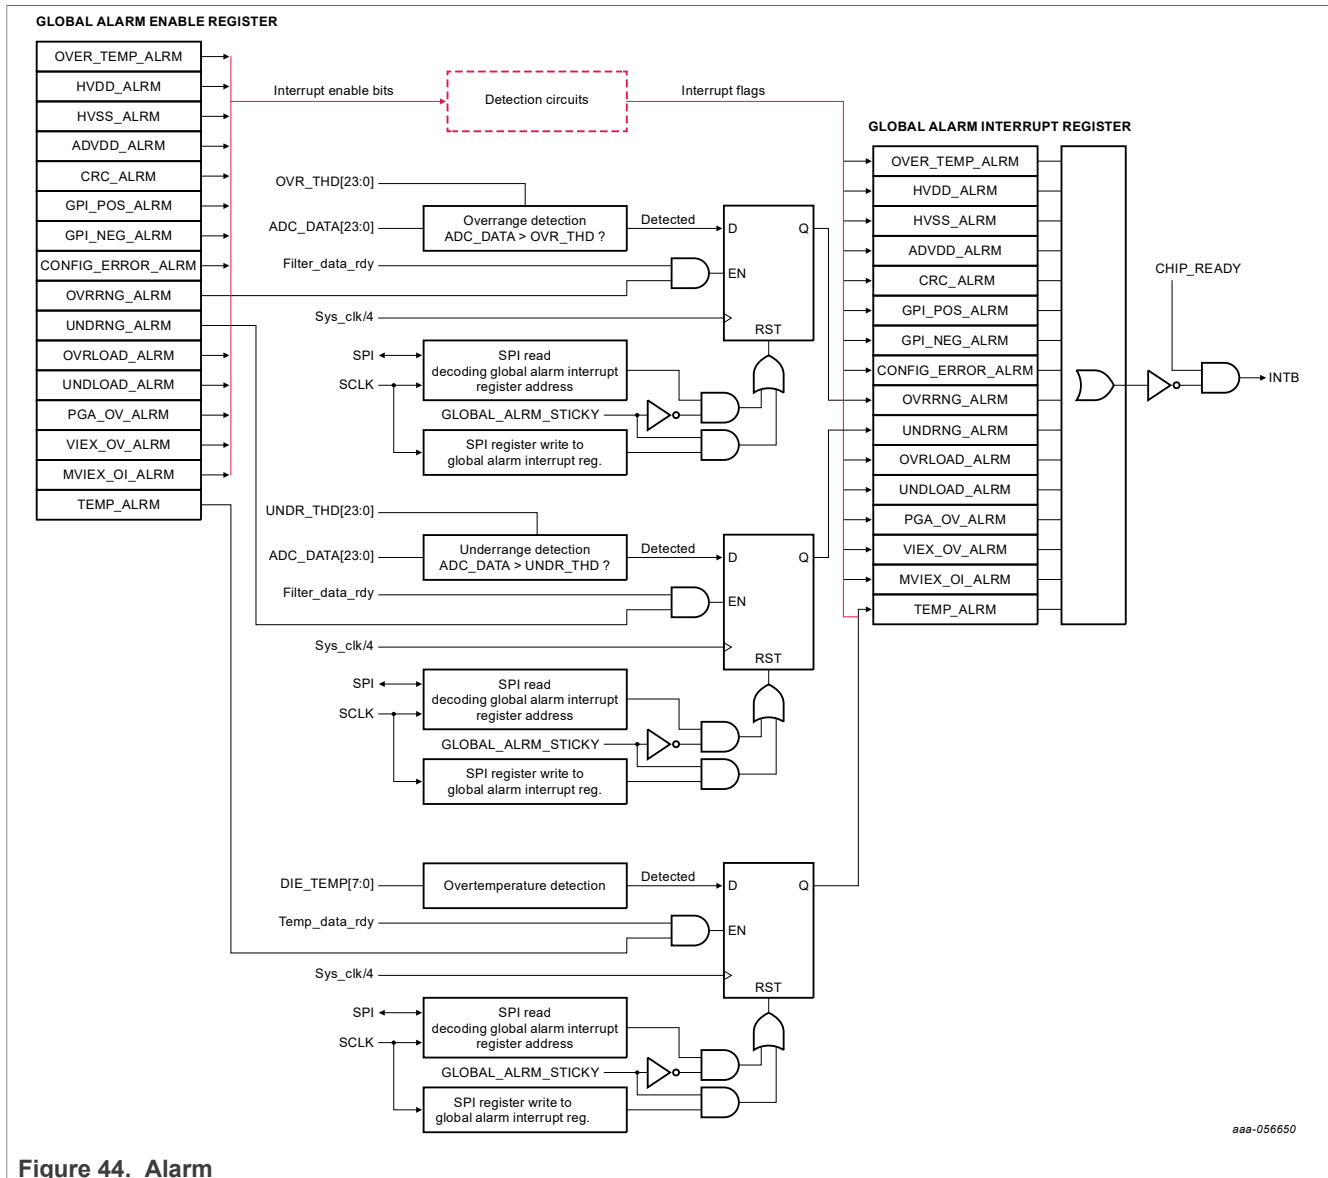 GLOBAL ALARM ENABLE REGISTER
OVER_TEMP_ALRM
HVDD_ALRM
HVSS_ALRM
ADVDD_ALRM
CRC_ALRM
GPI_POS_ALRM
GPI_NEG_ALRM
CONFIG_ERROR_ALRM
OVRRNG_ALRM
UNDRNG_ALRM
OVRLOAD_ALRM
UNDLOAD_ALRM
PGA_OV_ALRM
VIEX_OV_ALRM
MVIEX_OI_ALRM
TEMP_ALRM
Interrupt enable bits
Detection circuits
Interrupt flags
OVR_THD[23:0]
ADC_DATA[23:0]
Overrange detection
ADC_DATA > OVR_THD ?
Detected
D
Q
Filter_data_rdy
EN
Sys_clk/4
RST
SPI
SCLK
SPI read
decoding global alarm interrupt
register address
GLOBAL_ALRM_STICKY
SPI register write to
global alarm interrupt reg.
UNDR_THD[23:0]
ADC_DATA[23:0]
Underrange detection
ADC_DATA > UNDR_THD ?
Detected
D
Q
Filter_data_rdy
EN
Sys_clk/4
RST
SPI
SCLK
SPI read
decoding global alarm interrupt
register address
GLOBAL_ALRM_STICKY
SPI register write to
global alarm interrupt reg.
DIE_TEMP[7:0]
Overtemperature detection
Detected
D
Q
Temp_data_rdy
EN
Sys_clk/4
RST
SPI
SCLK
SPI read
decoding global alarm interrupt
register address
GLOBAL_ALRM_STICKY
SPI register write to
global alarm interrupt reg.
GLOBAL ALARM INTERRUPT REGISTER
OVER_TEMP_ALRM
HVDD_ALRM
HVSS_ALRM
ADVDD_ALRM
CRC_ALRM
GPI_POS_ALRM
GPI_NEG_ALRM
CONFIG_ERROR_ALRM
OVRRNG_ALRM
UNDRNG_ALRM
OVRLOAD_ALRM
UNDLOAD_ALRM
PGA_OV_ALRM
VIEX_OV_ALRM
MVIEX_OI_ALRM
TEMP_ALRM
CHIP_READY
INTB
aaa-056650
Figure 44. Alarm